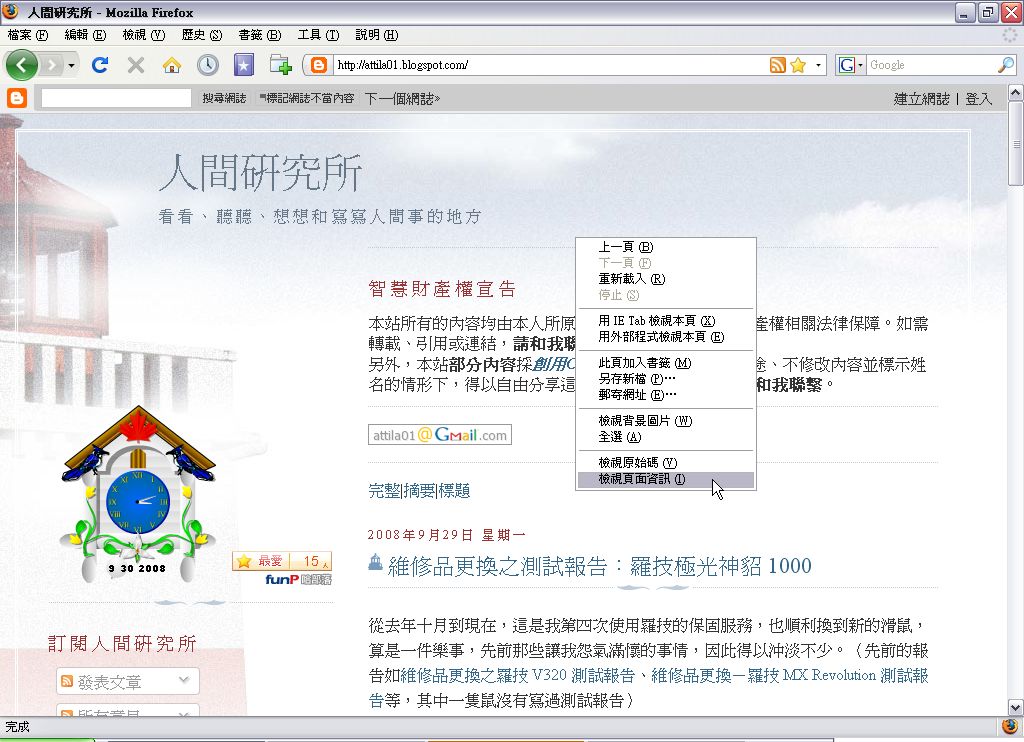 人間研究所 - Mozilla Firefox
檔案 (F) 編輯 (E) 檢視 (V) 歷史 (S) 書籤 (B) 工具 (T) 說明 (H)
http://attila01.blogspot.com/
G Google
搜尋網誌 標記網誌不當內容 下一個網誌» 建立網誌 | 登入
人間研究所
看看、聽聽、想想和寫寫人間事的地方
智慧財產權宣告
本站所有的內容均由本人所原 產權相關法律保障。如需
轉載、引用或連結，請和我聯
另外，本站部分內容採創用C 途、不修改內容並標示姓
名的情形下，得以自由分享這 和我聯繫。
上一頁 (B)
下一頁 (F)
重新載入 (R)
停止 (S)
用 IE Tab 檢視本頁 (X)
用外部程式檢視本頁 (E)
此頁加入書籤 (M)
另存新檔 (P)…
郵寄網址 (E)…
檢視背景圖片 (W)
全選 (A)
檢視原始碼 (V)
檢視頁面資訊 (I)
attila01@Gmail.com
完整|摘要|標題
2008年9月29日 星期一
維修品更換之測試報告：羅技極光神貂 1000
從去年十月到現在，這是我第四次使用羅技的保固服務，也順利換到新的滑鼠，
算是一件樂事，先前那些讓我怨氣滿懷的事情，因此得以沖淡不少。（先前的報
告如維修品更換之羅技 V320 測試報告、維修品更換－羅技 MX Revolution 測試報
告等，其中一隻鼠沒有寫過測試報告）
9 30 2008
最愛 15 人
funP 推部落
訂閱人間研究所
發表文章
所有意見
完成